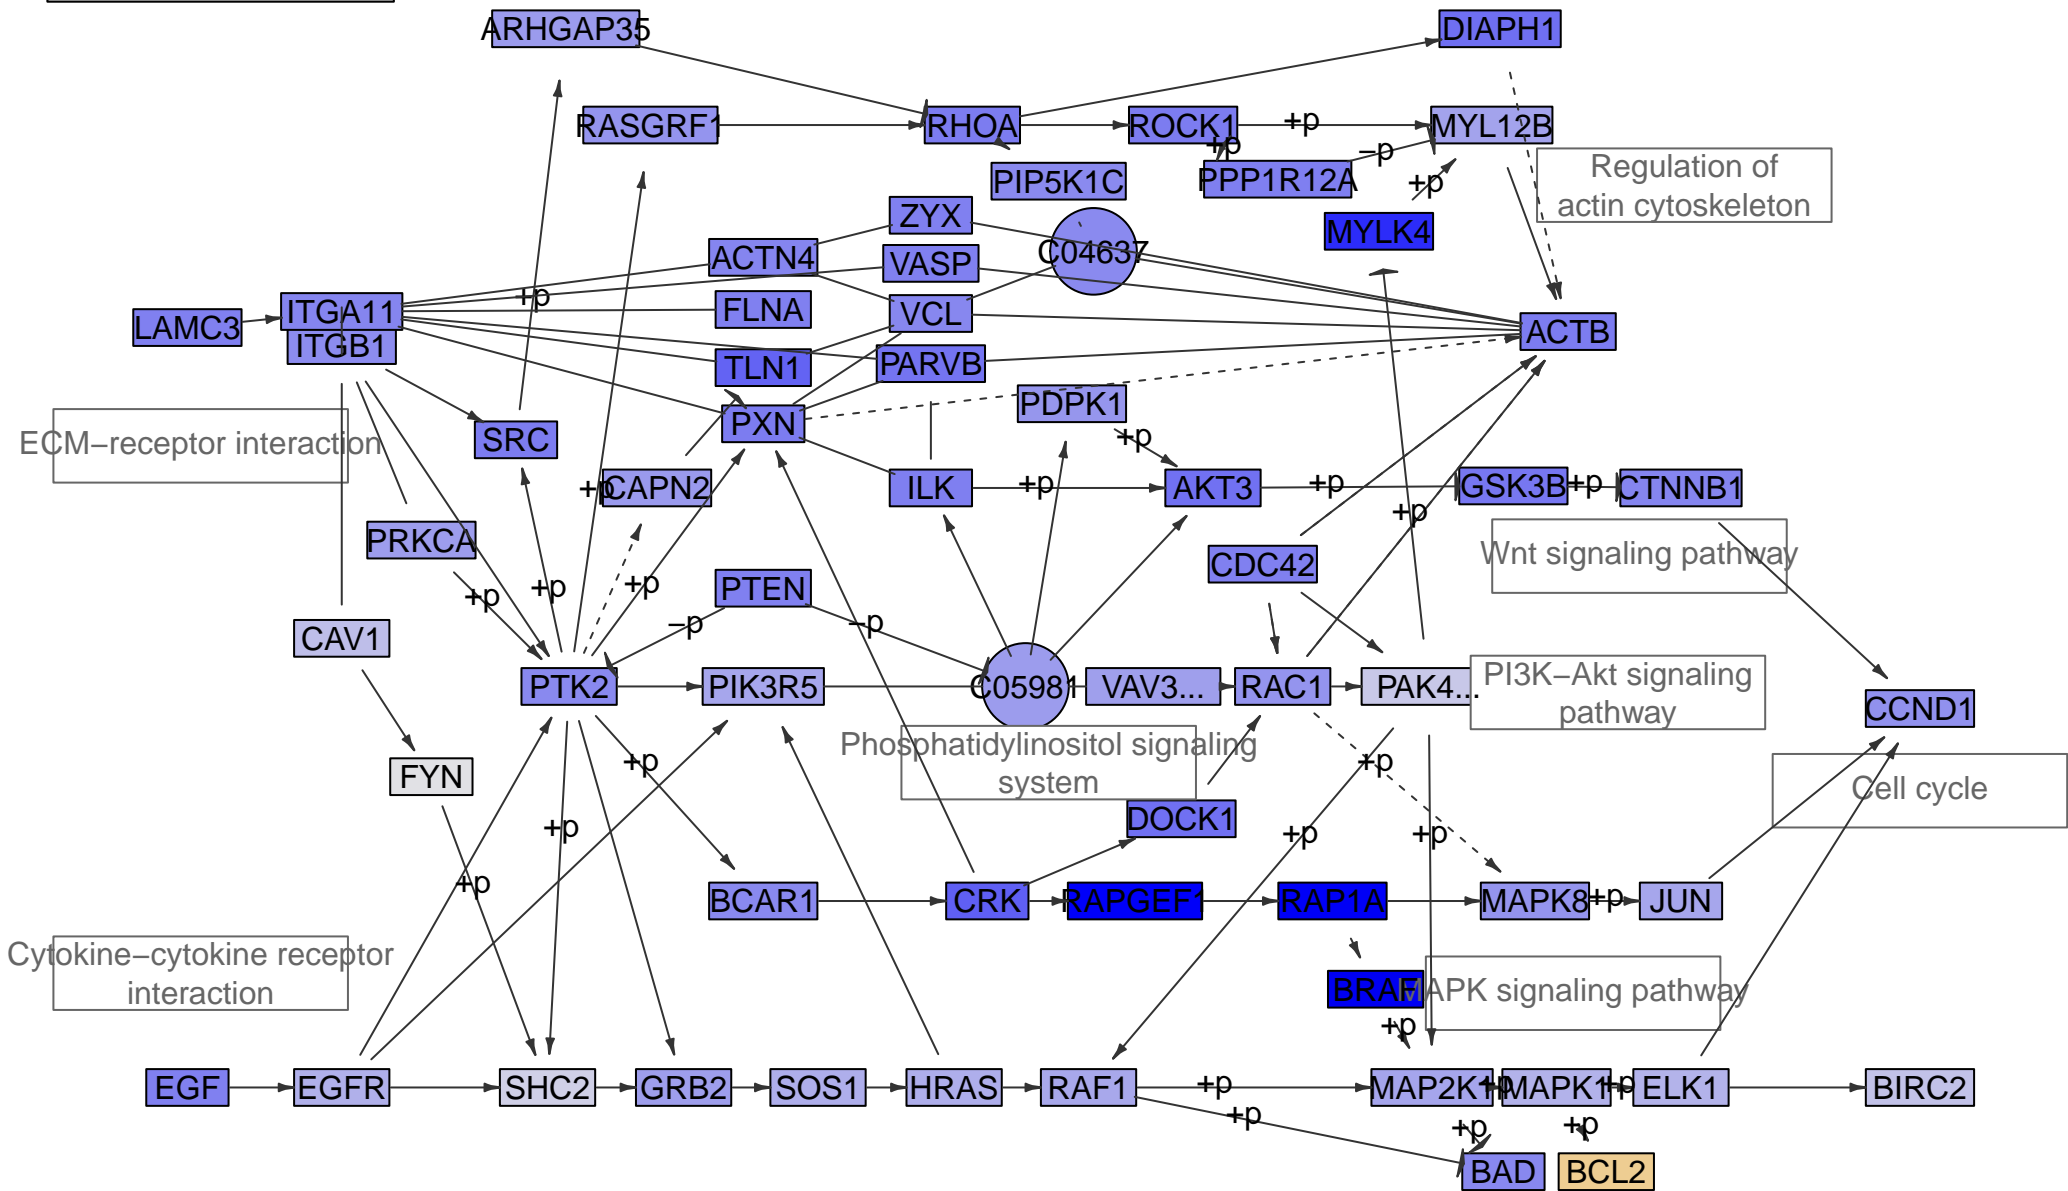 ARHGAP35
DIAPH1
RASGRF1
RHOA
ROCK1
+p
MYL12B
+p
−p
PIP5K1C
PPP1R12A
+p
Regulation of
actin cytoskeleton
ZYX
MYLK4
ACTN4
VASP
C04637
+p
LAMC3
ITGA11
FLNA
VCL
ACTB
ITGB1
TLN1
PARVB
PDPK1
ECM−receptor interaction
SRC
PXN
+p
+p
CAPN2
ILK
+p
AKT3
+p
GSK3B
+p
CTNNB1
+p
PRKCA
Wnt signaling pathway
CDC42
+p
+p
+p
PTEN
−p
−p
CAV1
PTK2
PIK3R5
C05981
VAV3...
RAC1
PAK4...
PI3K−Akt signaling
pathway
CCND1
FYN
+p
Phosphatidylinositol signaling
system
+p
Cell cycle
+p
DOCK1
+p
+p
+p
BCAR1
CRK
RAPGEF1
RAP1A
MAPK8
+p
JUN
Cytokine−cytokine receptor
interaction
BRAF
MAPK signaling pathway
+p
EGF
EGFR
SHC2
GRB2
SOS1
HRAS
RAF1
+p
MAP2K1
+p
MAPK1
+p
ELK1
BIRC2
+p
+p
+p
BAD
BCL2